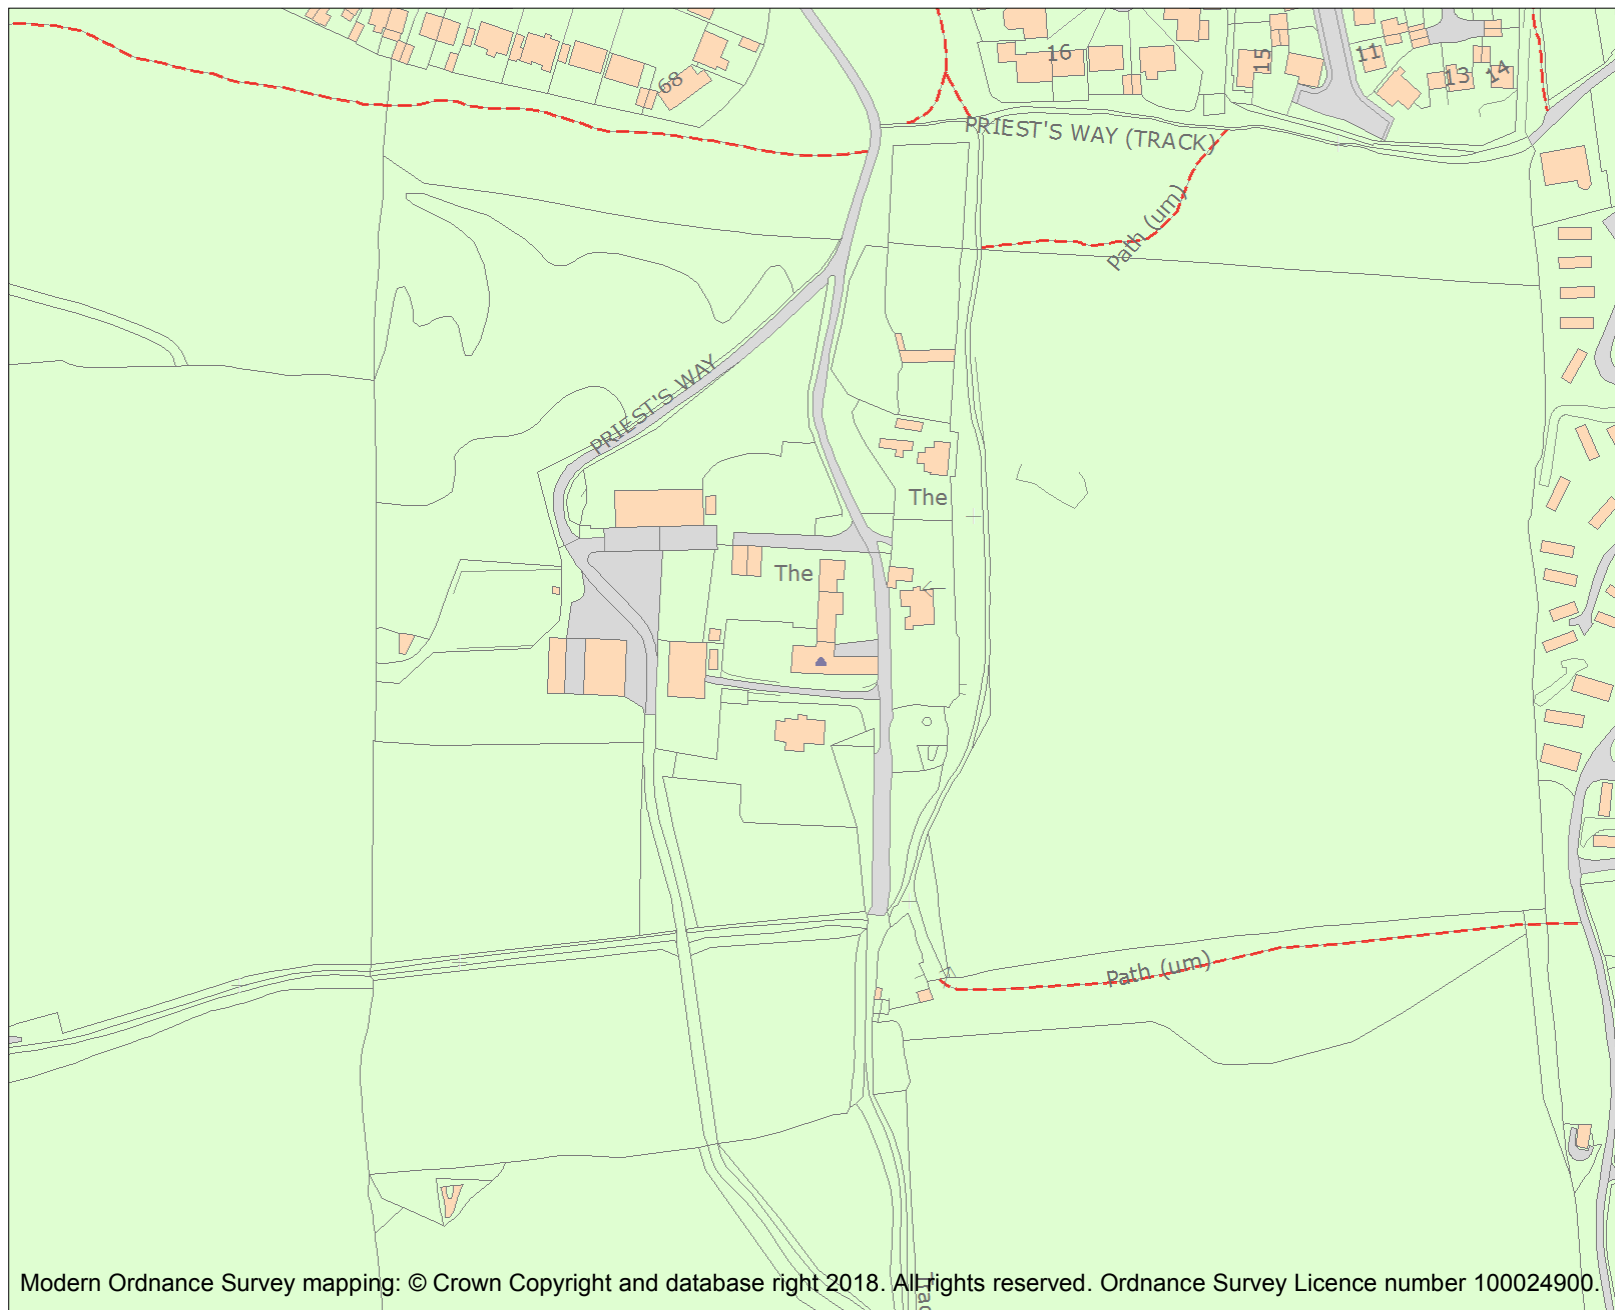 16
15
11
13
14
68
PRIEST'S WAY (TRACK)
Path (um)
PRIEST'S WAY
The
The
Path (um)
Modern Ordnance Survey mapping: © Crown Copyright and database right 2018. All rights reserved. Ordnance Survey Licence number 100024900.